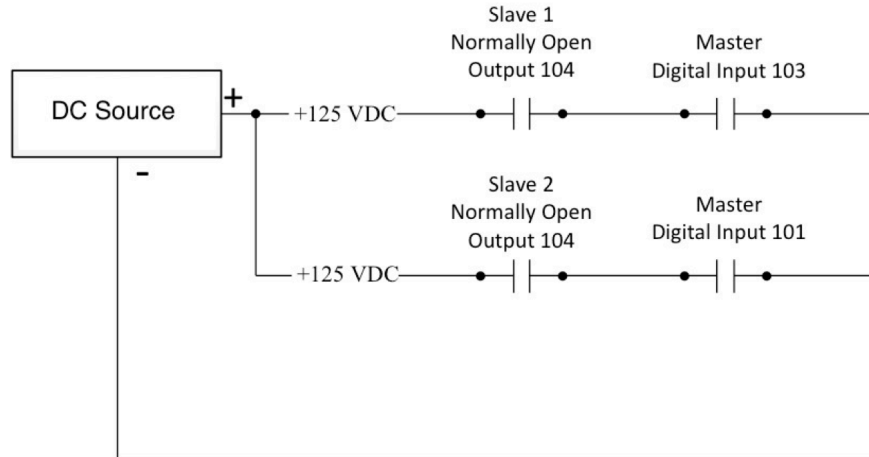 Slave 1
Normally Open
Output 104
Master
Digital Input 103
DC Source
+
+125 VDC
-
Slave 2
Normally Open
Output 104
Master
Digital Input 101
+125 VDC